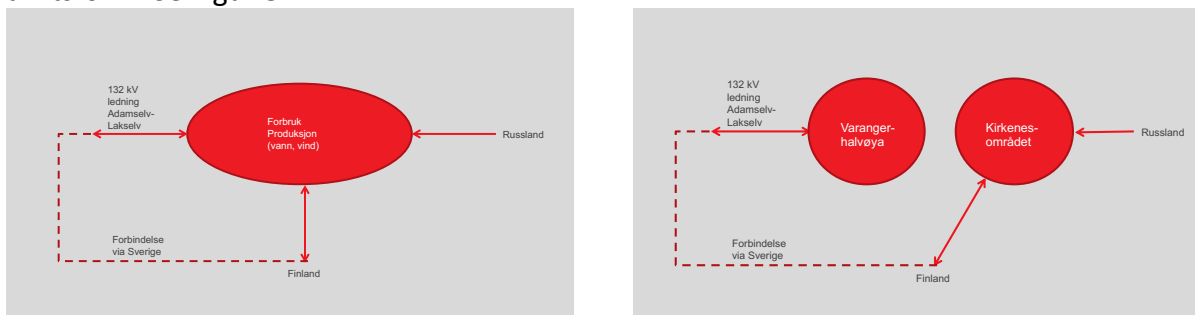 132 kV
ledning
Adamselv-
Lakselv
Forbruk
Produksjon
(vann, vind)
Russland
Forbindelse
via Sverige
Finland
132 kV
ledning
Adamselv-
Lakselv
Varanger-
halvøya
Kirkenes-
området
Russland
Forbindelse
via Sverige
Finland